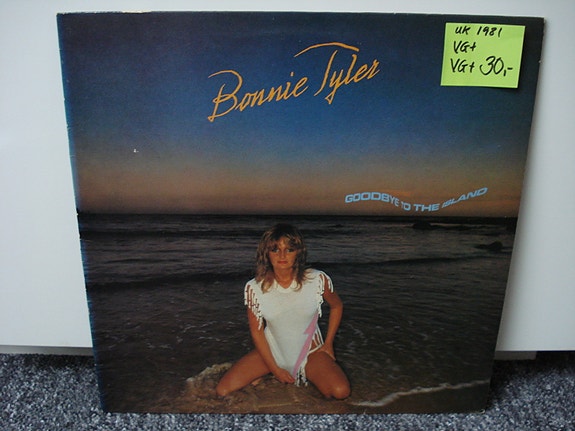 UK 1981
VG+
VG+ 30,-
Bonnie Tyler
GOODBYE TO THE ISLAND